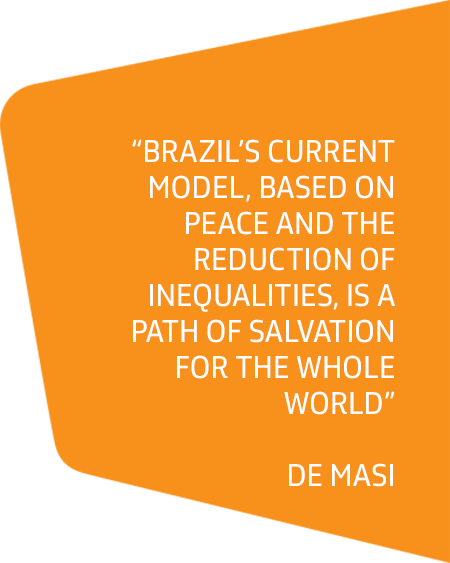 “BRAZIL’S CURRENT
MODEL, BASED ON
PEACE AND THE
REDUCTION OF
INEQUALITIES, IS A
PATH OF SALVATION
FOR THE WHOLE
WORLD”
DE MASI